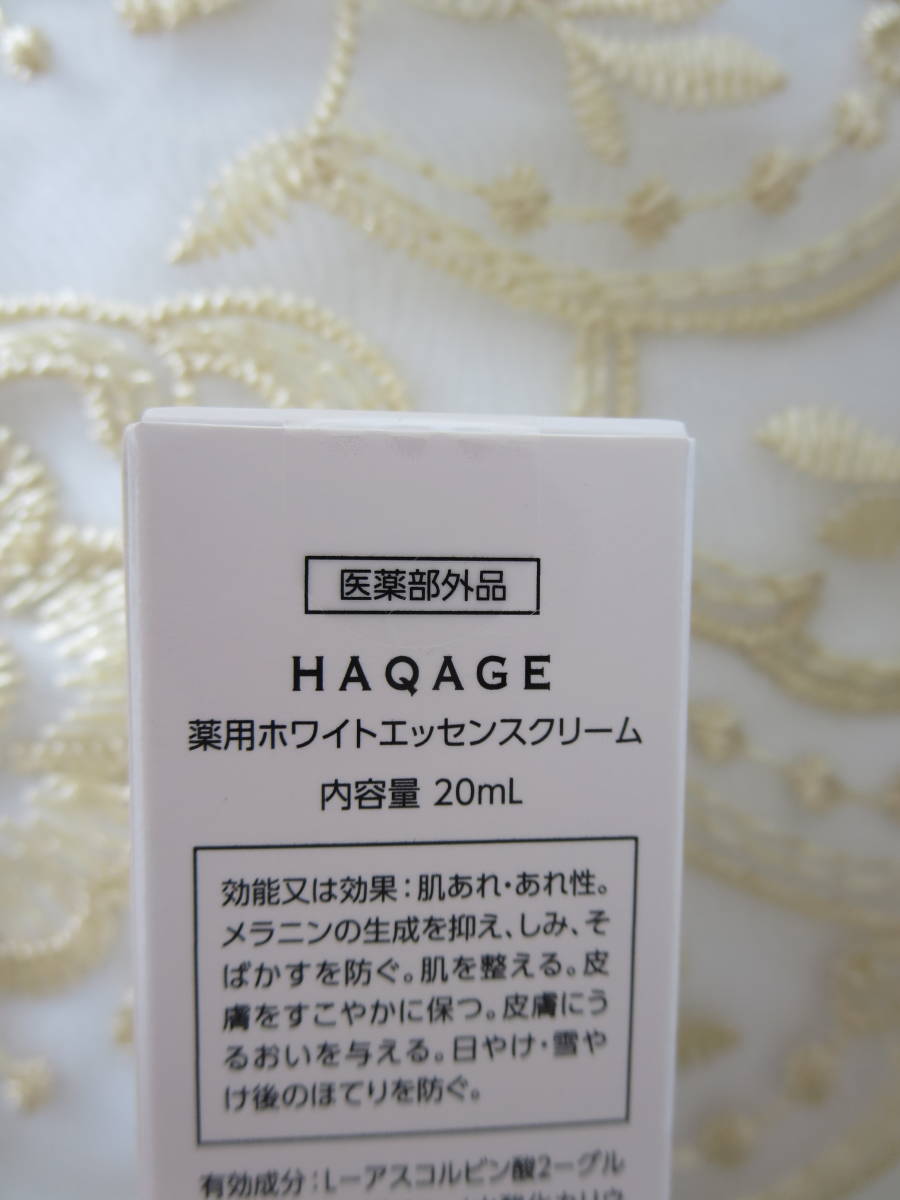 医薬部外品
HAQAGE
薬用ホワイトエッセンスクリーム
内容量 20mL
効能又は効果：肌あれ・あれ性。
メラニンの生成を抑え、しみ、そ
ばかすを防ぐ。肌を整える。皮
膚をすこやかに保つ。皮膚にう
るおいを与える。日やけ・雪や
け後のほてりを防ぐ。
有効成分：L－アスコルビン酸2－グル